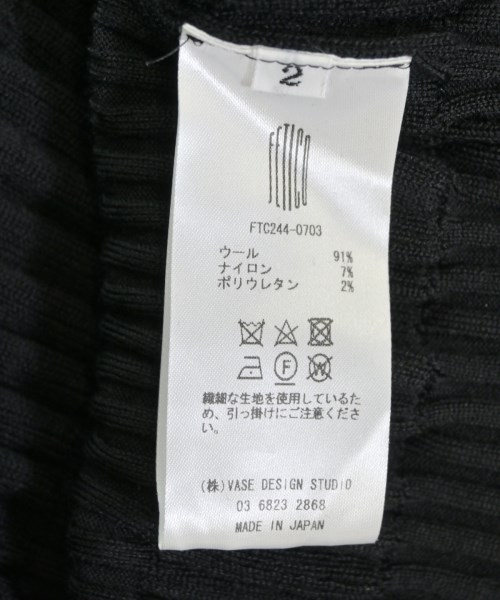 2
FETICO
FTC244-0703
ウール 91%
ナイロン 7%
ポリウレタン 2%
F W
繊細な生地を使用しているた
め、引っ掛けにご注意くださ
い。
(株)VASE DESIGN STUDIO
03 6823 2868
MADE IN JAPAN